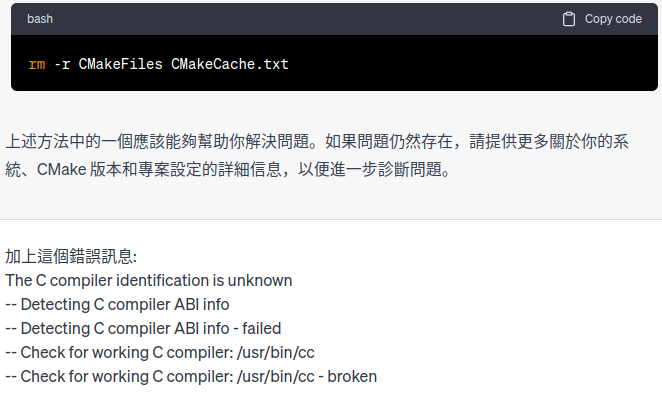 bash
Copy code
rm -r CMakeFiles CMakeCache.txt
上述方法中的一個應該能夠幫助你解決問題。如果問題仍然存在，請提供更多關於你的系
統、CMake 版本和專案設定的詳細信息，以便進一步診斷問題。
加上這個錯誤訊息:
The C compiler identification is unknown
-- Detecting C compiler ABI info
-- Detecting C compiler ABI info - failed
-- Check for working C compiler: /usr/bin/cc
-- Check for working C compiler: /usr/bin/cc - broken